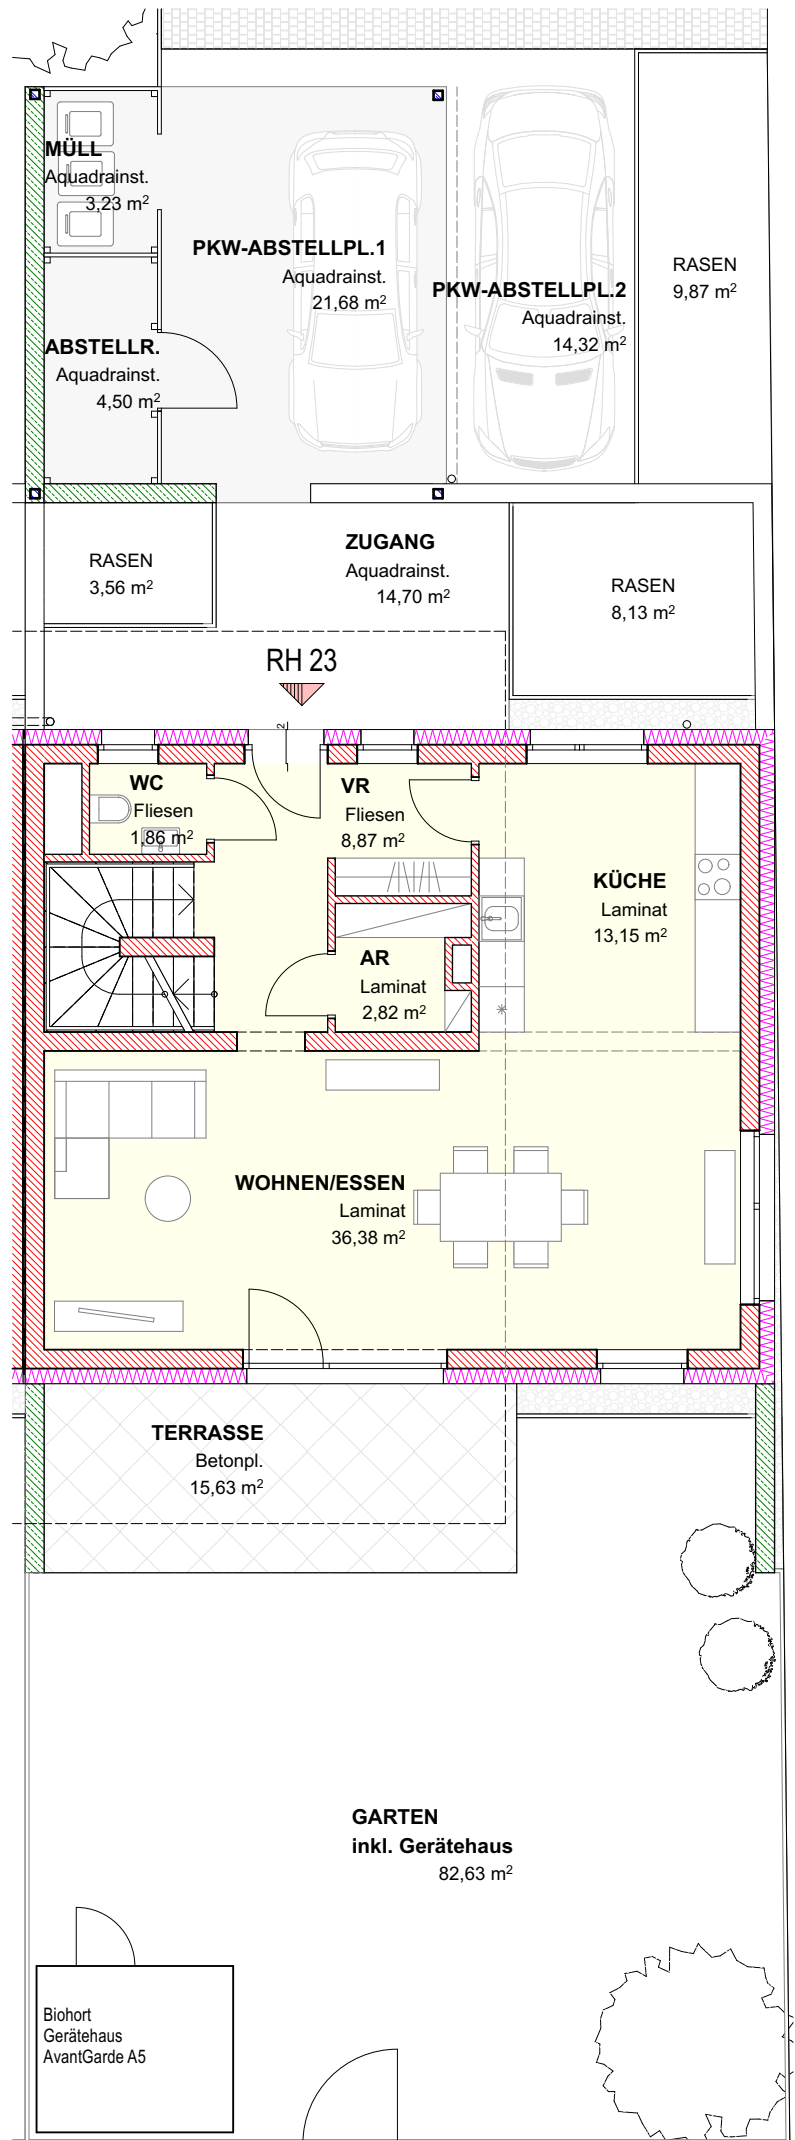 MÜLL
Aquadrainst.
3,23 m²
PKW-ABSTELLPL.1
Aquadrainst.
21,68 m²
PKW-ABSTELLPL.2
Aquadrainst.
14,32 m²
RASEN
9,87 m²
ABSTELLR.
Aquadrainst.
4,50 m²
RASEN
3,56 m²
ZUGANG
Aquadrainst.
14,70 m²
RASEN
8,13 m²
RH 23
2
WC
Fliesen
1,86 m²
VR
Fliesen
8,87 m²
KÜCHE
Laminat
13,15 m²
AR
Laminat
2,82 m²
WOHNEN/ESSEN
Laminat
36,38 m²
TERRASSE
Betonpl.
15,63 m²
GARTEN
inkl. Gerätehaus
82,63 m²
Biohort
Gerätehaus
AvantGarde A5